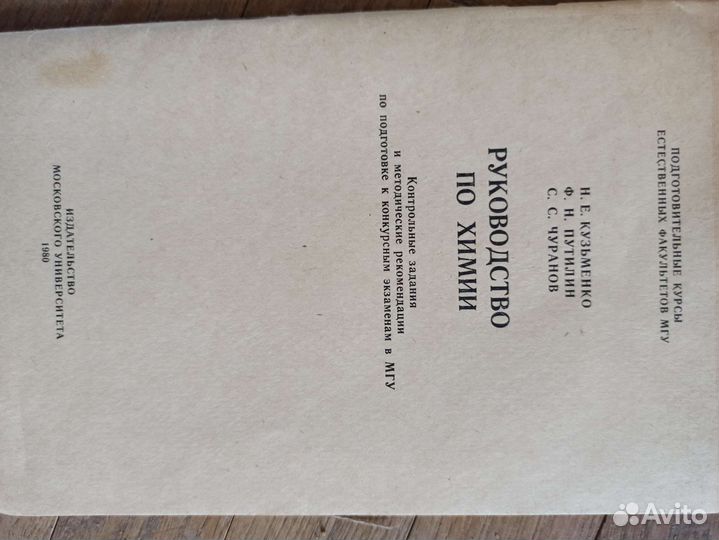 ПОДГОТОВИТЕЛЬНЫЕ КУРСЫ
ЕСТЕСТВЕННЫХ ФАКУЛЬТЕТОВ МГУ
Н. Е. КУЗЬМЕНКО
Ф. Н. ПУТИЛИН
С. С. ЧУРАНОВ
РУКОВОДСТВО
ПО ХИМИИ
Контрольные задания
и методические рекомендации
по подготовке к конкурсным экзаменам в МГУ
ИЗДАТЕЛЬСТВО
МОСКОВСКОГО УНИВЕРСИТЕТА
1980
Avito